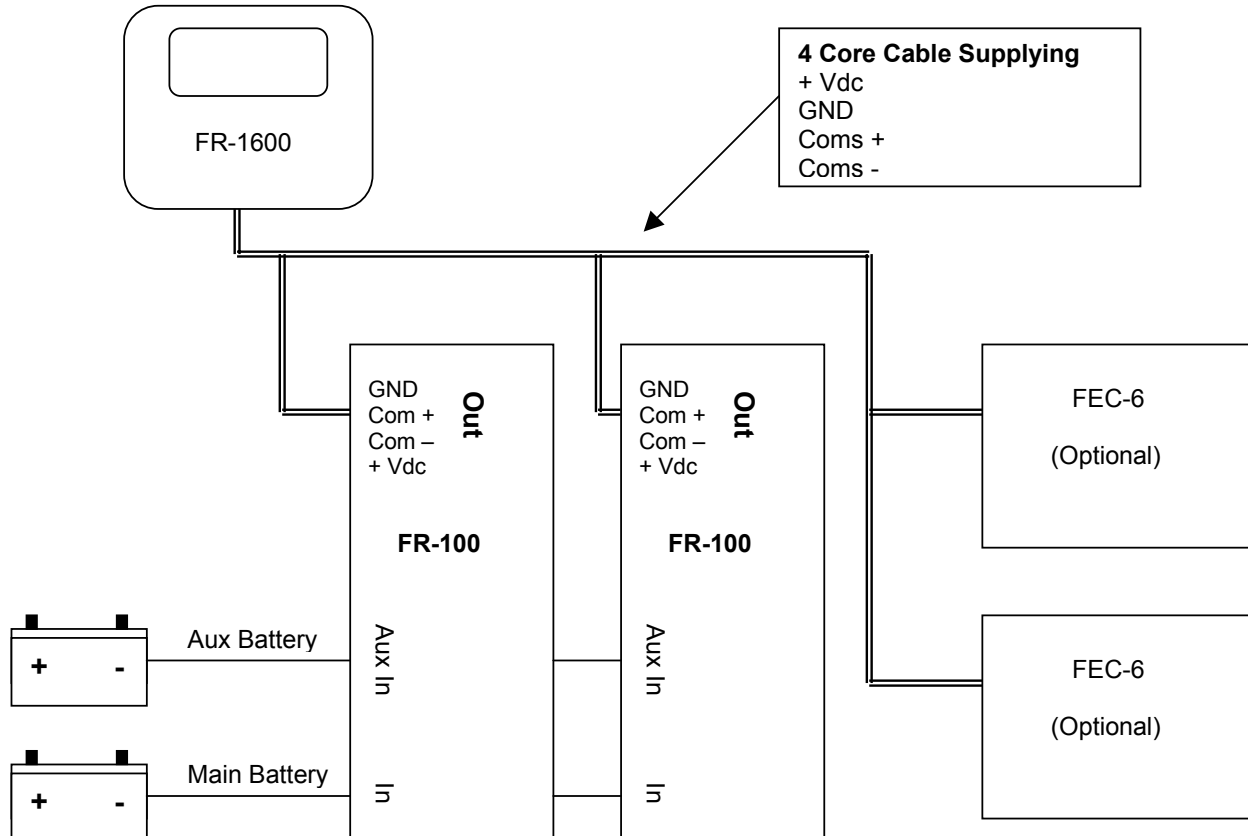 FR-1600
4 Core Cable Supplying
+ Vdc
GND
Coms +
Coms -
GND
Com +
Com –
+ Vdc
Out
FR-100
Aux In
In
GND
Com +
Com –
+ Vdc
Out
FR-100
Aux In
In
FEC-6
(Optional)
FEC-6
(Optional)
Aux Battery
+ -
Main Battery
+ -